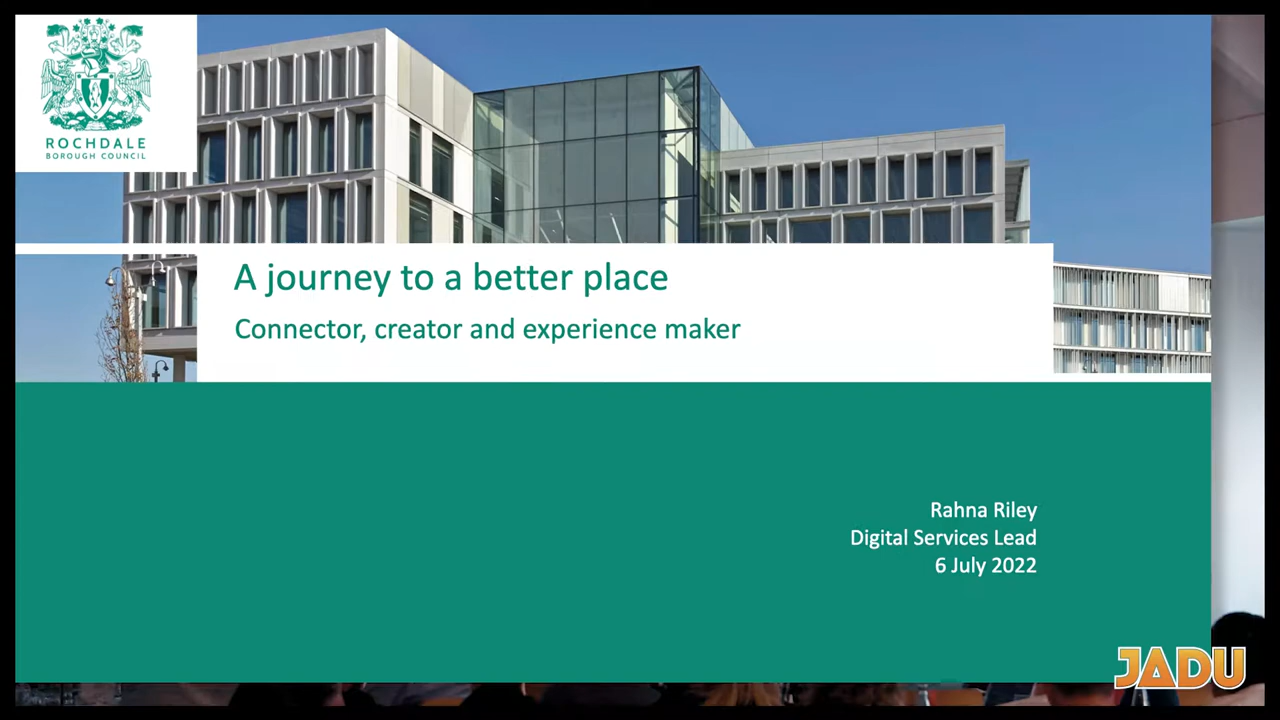 ROCHDALE
BOROUGH COUNCIL
A journey to a better place
Connector, creator and experience maker
Rahna Riley
Digital Services Lead
6 July 2022
JADU